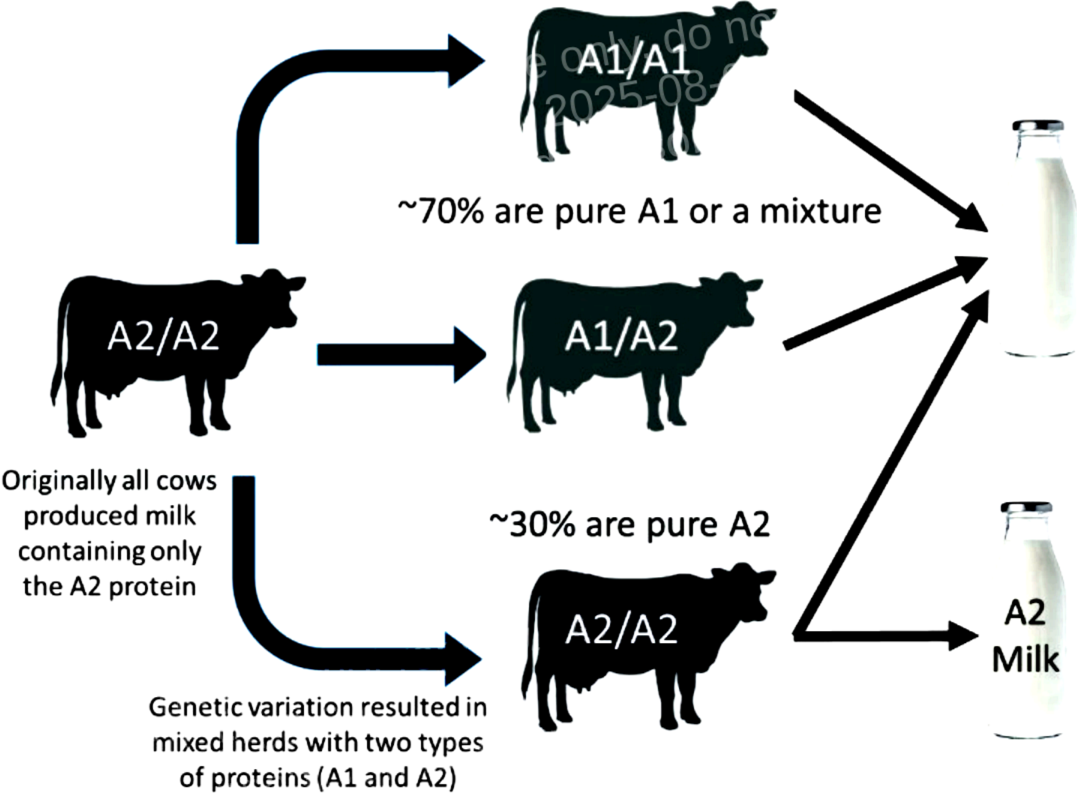 A1/A1
~70% are pure A1 or a mixture
A2/A2
A1/A2
Originally all cows
produced milk
containing only
the A2 protein
~30% are pure A2
A2/A2
A2
Milk
Genetic variation resulted in
mixed herds with two types
of proteins (A1 and A2)
only, do
2025-08-